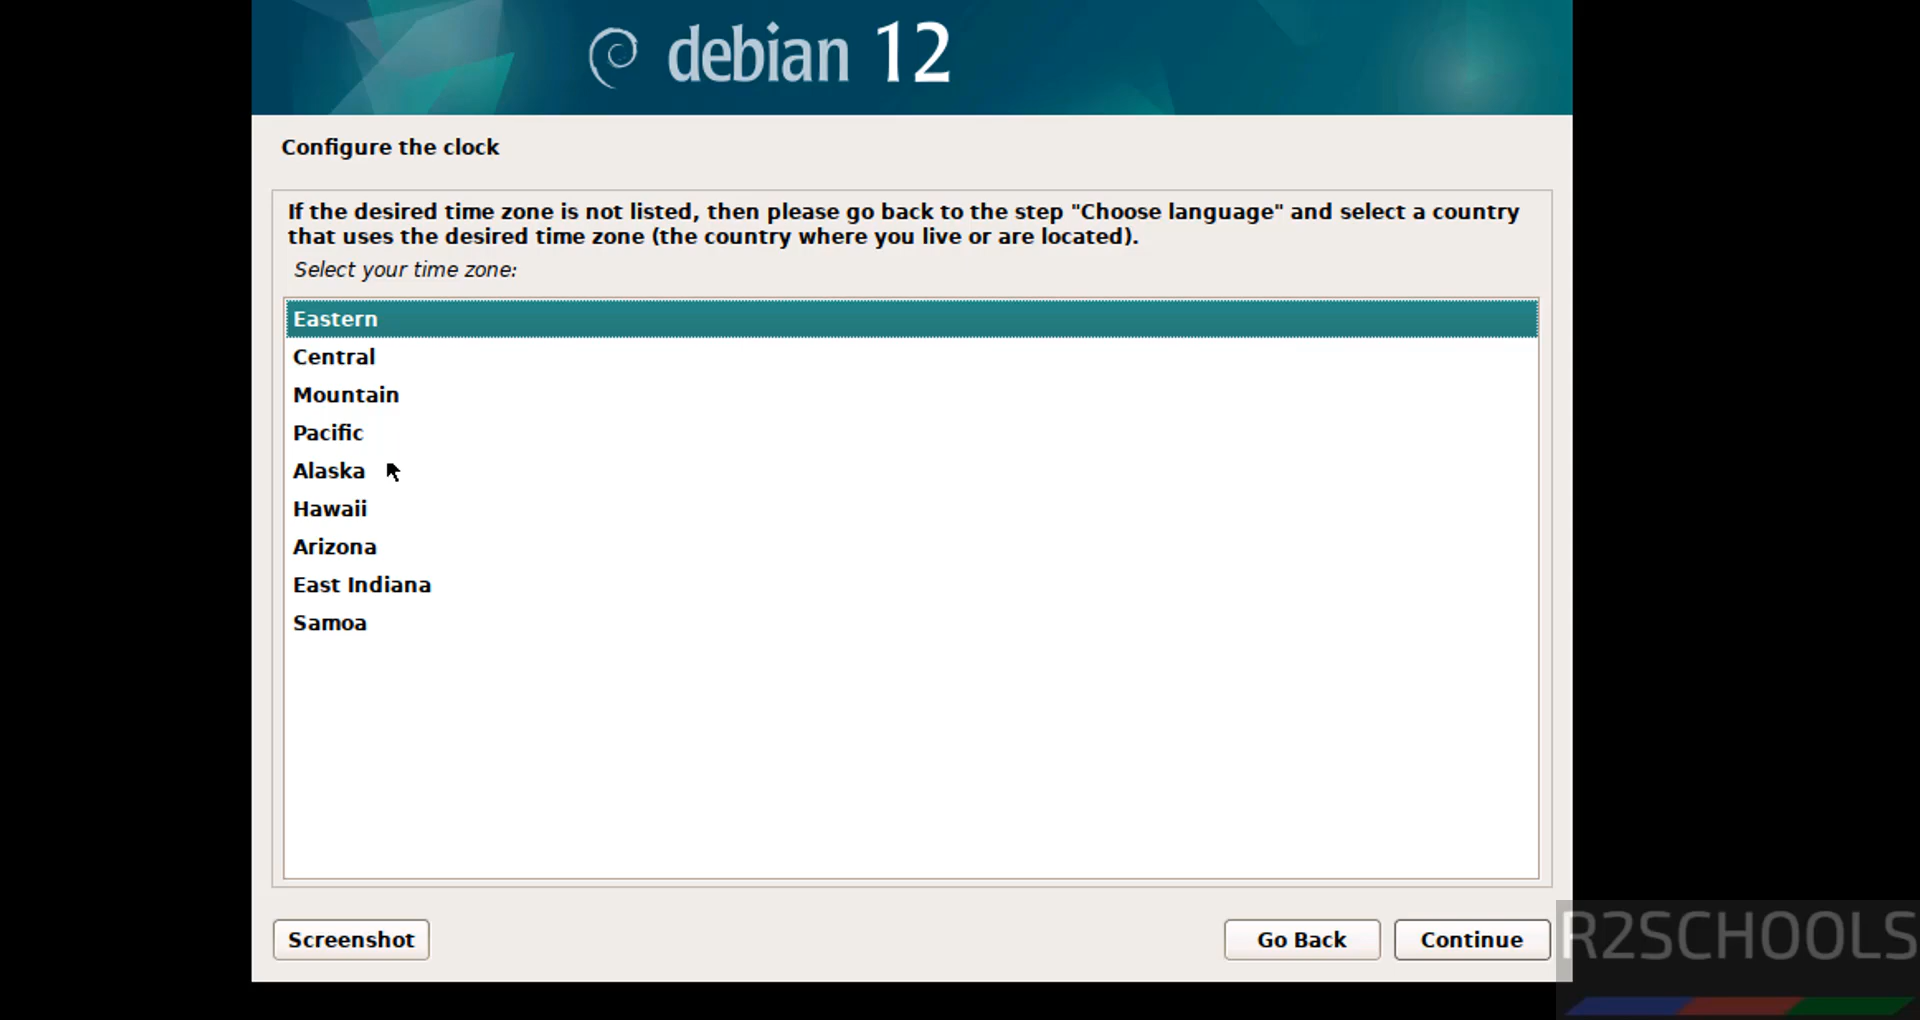 debian 12
Configure the clock
If the desired time zone is not listed, then please go back to the step "Choose language" and select a country
that uses the desired time zone (the country where you live or are located).
Select your time zone:
Eastern
Central
Mountain
Pacific
Alaska
Hawaii
Arizona
East Indiana
Samoa
Screenshot
Go Back
Continue
R2SCHOOLS